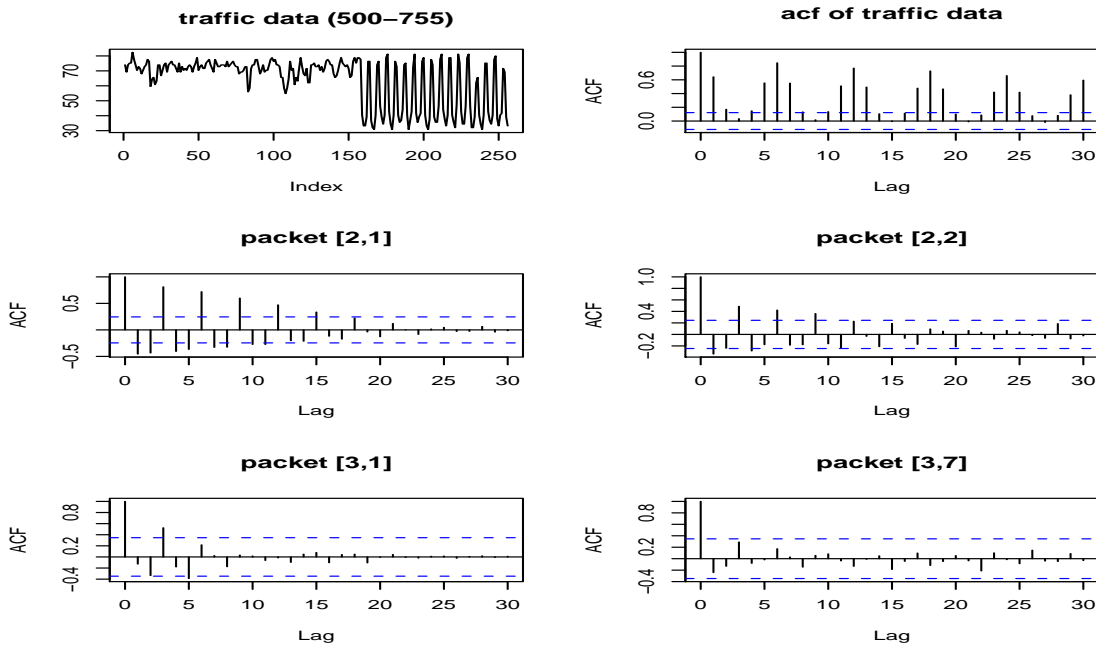 traffic data (500−755)
70
50
30
0 50 100 150 200 250
Index
acf of traffic data
ACF
0.6
0.0
0 5 10 15 20 25 30
Lag
packet [2,1]
ACF
0.5
−0.5
0 5 10 15 20 25 30
Lag
packet [2,2]
ACF
1.0
0.4
−0.2
0 5 10 15 20 25 30
Lag
packet [3,1]
ACF
0.8
0.2
−0.4
0 5 10 15 20 25 30
Lag
packet [3,7]
ACF
0.8
0.2
−0.4
0 5 10 15 20 25 30
Lag